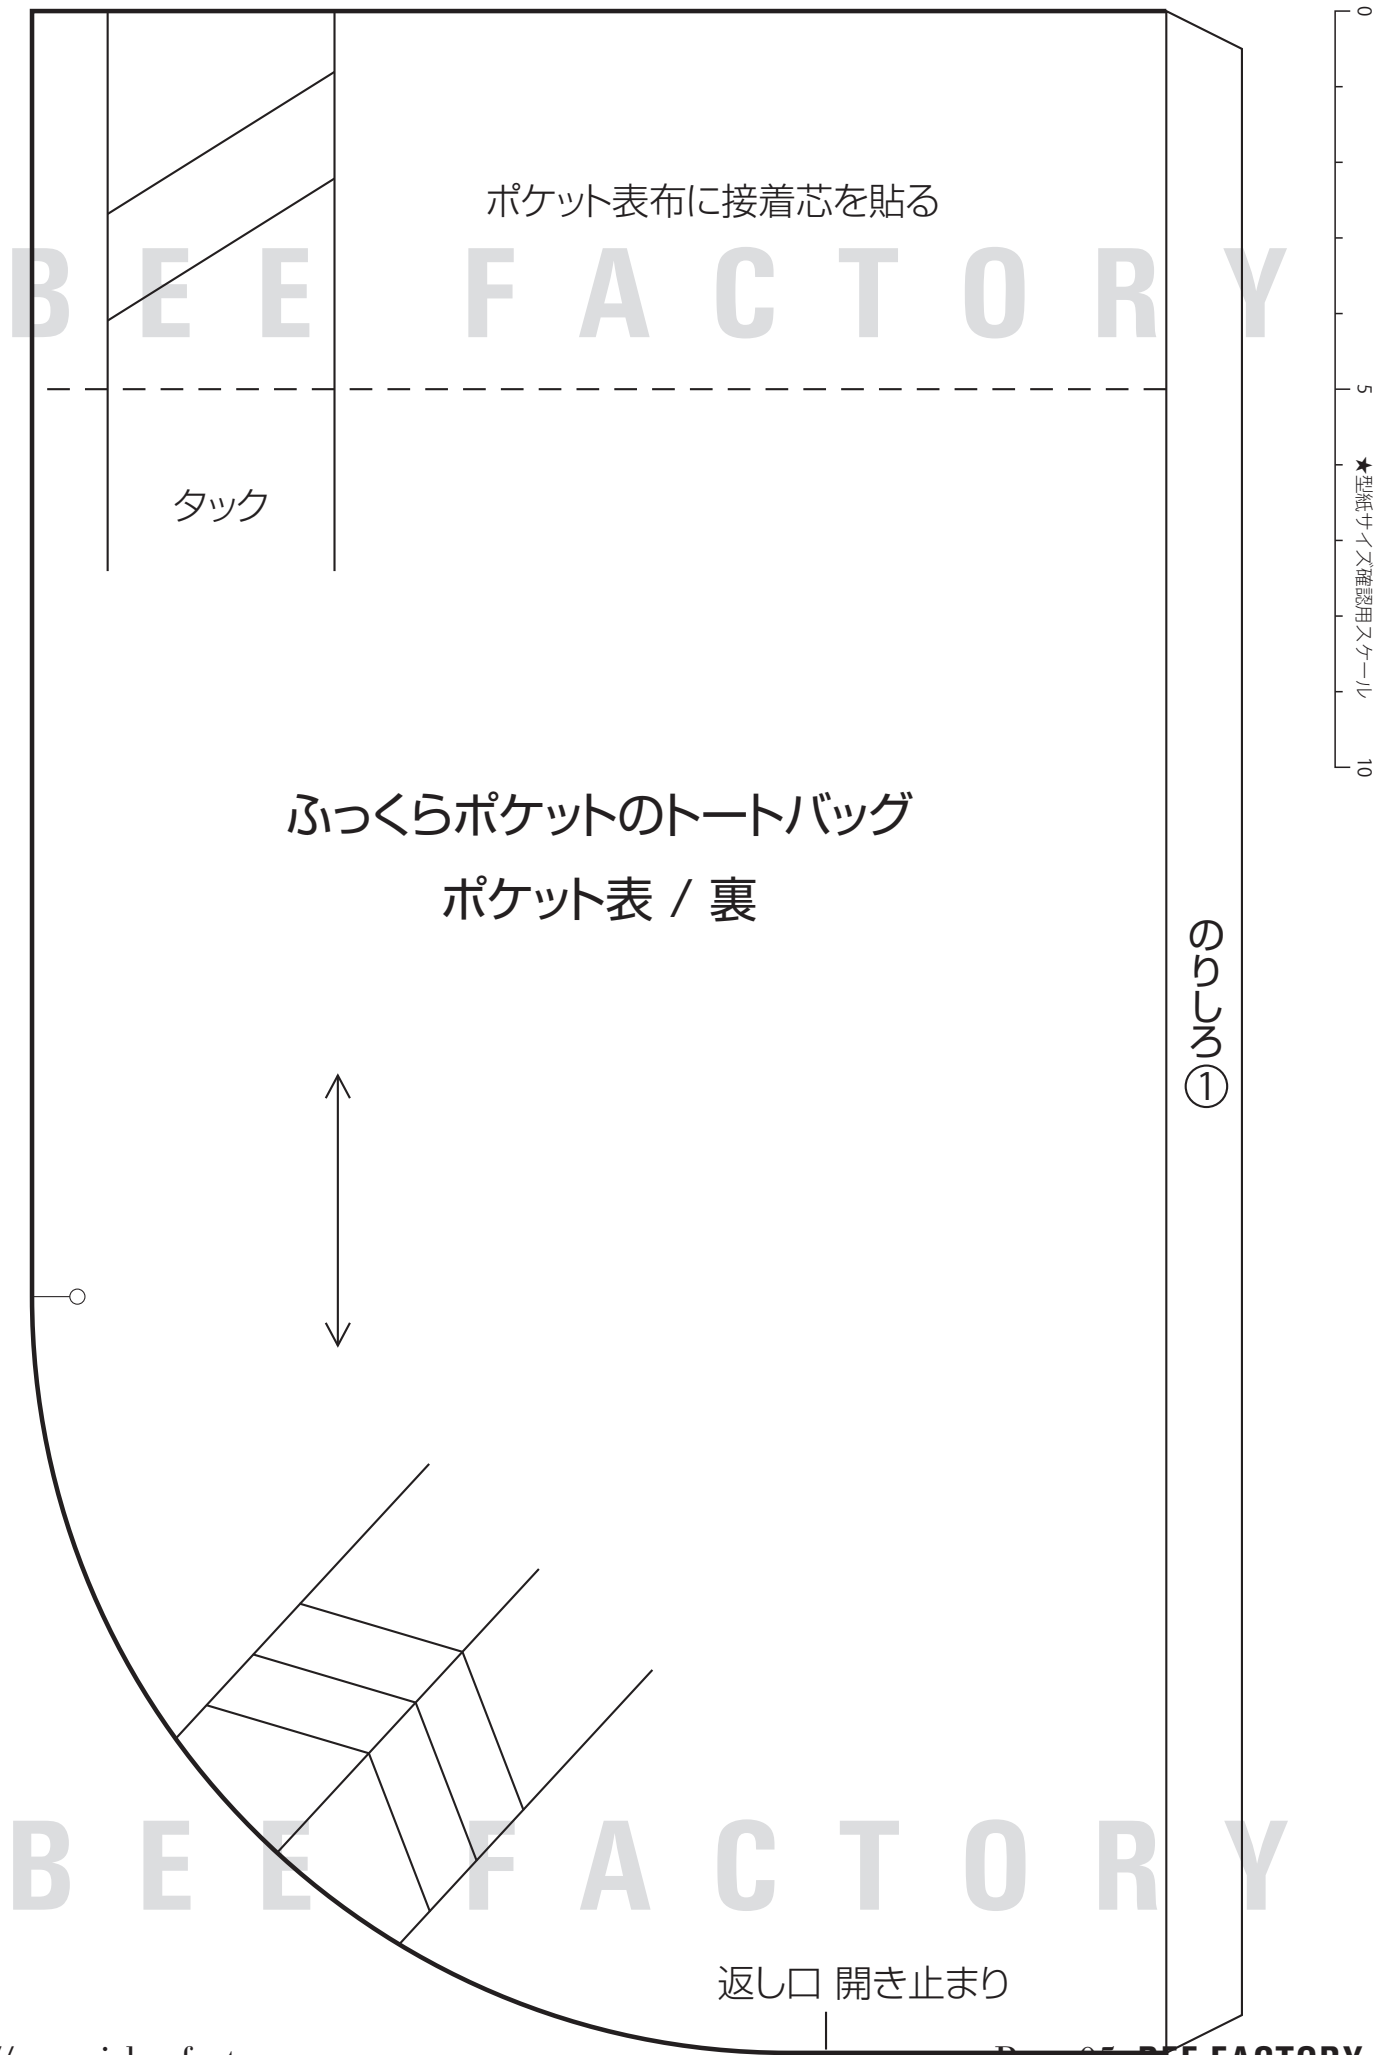 ポケット表布に接着芯を貼る
BEE FACTORY
タック
ふっくらポケットのトートバッグ
ポケット表 / 裏
のりしろ①
0
5
★型紙サイズ確認用スケール
10
BEE FACTORY
返し口 開き止まり
BEE FACTORY